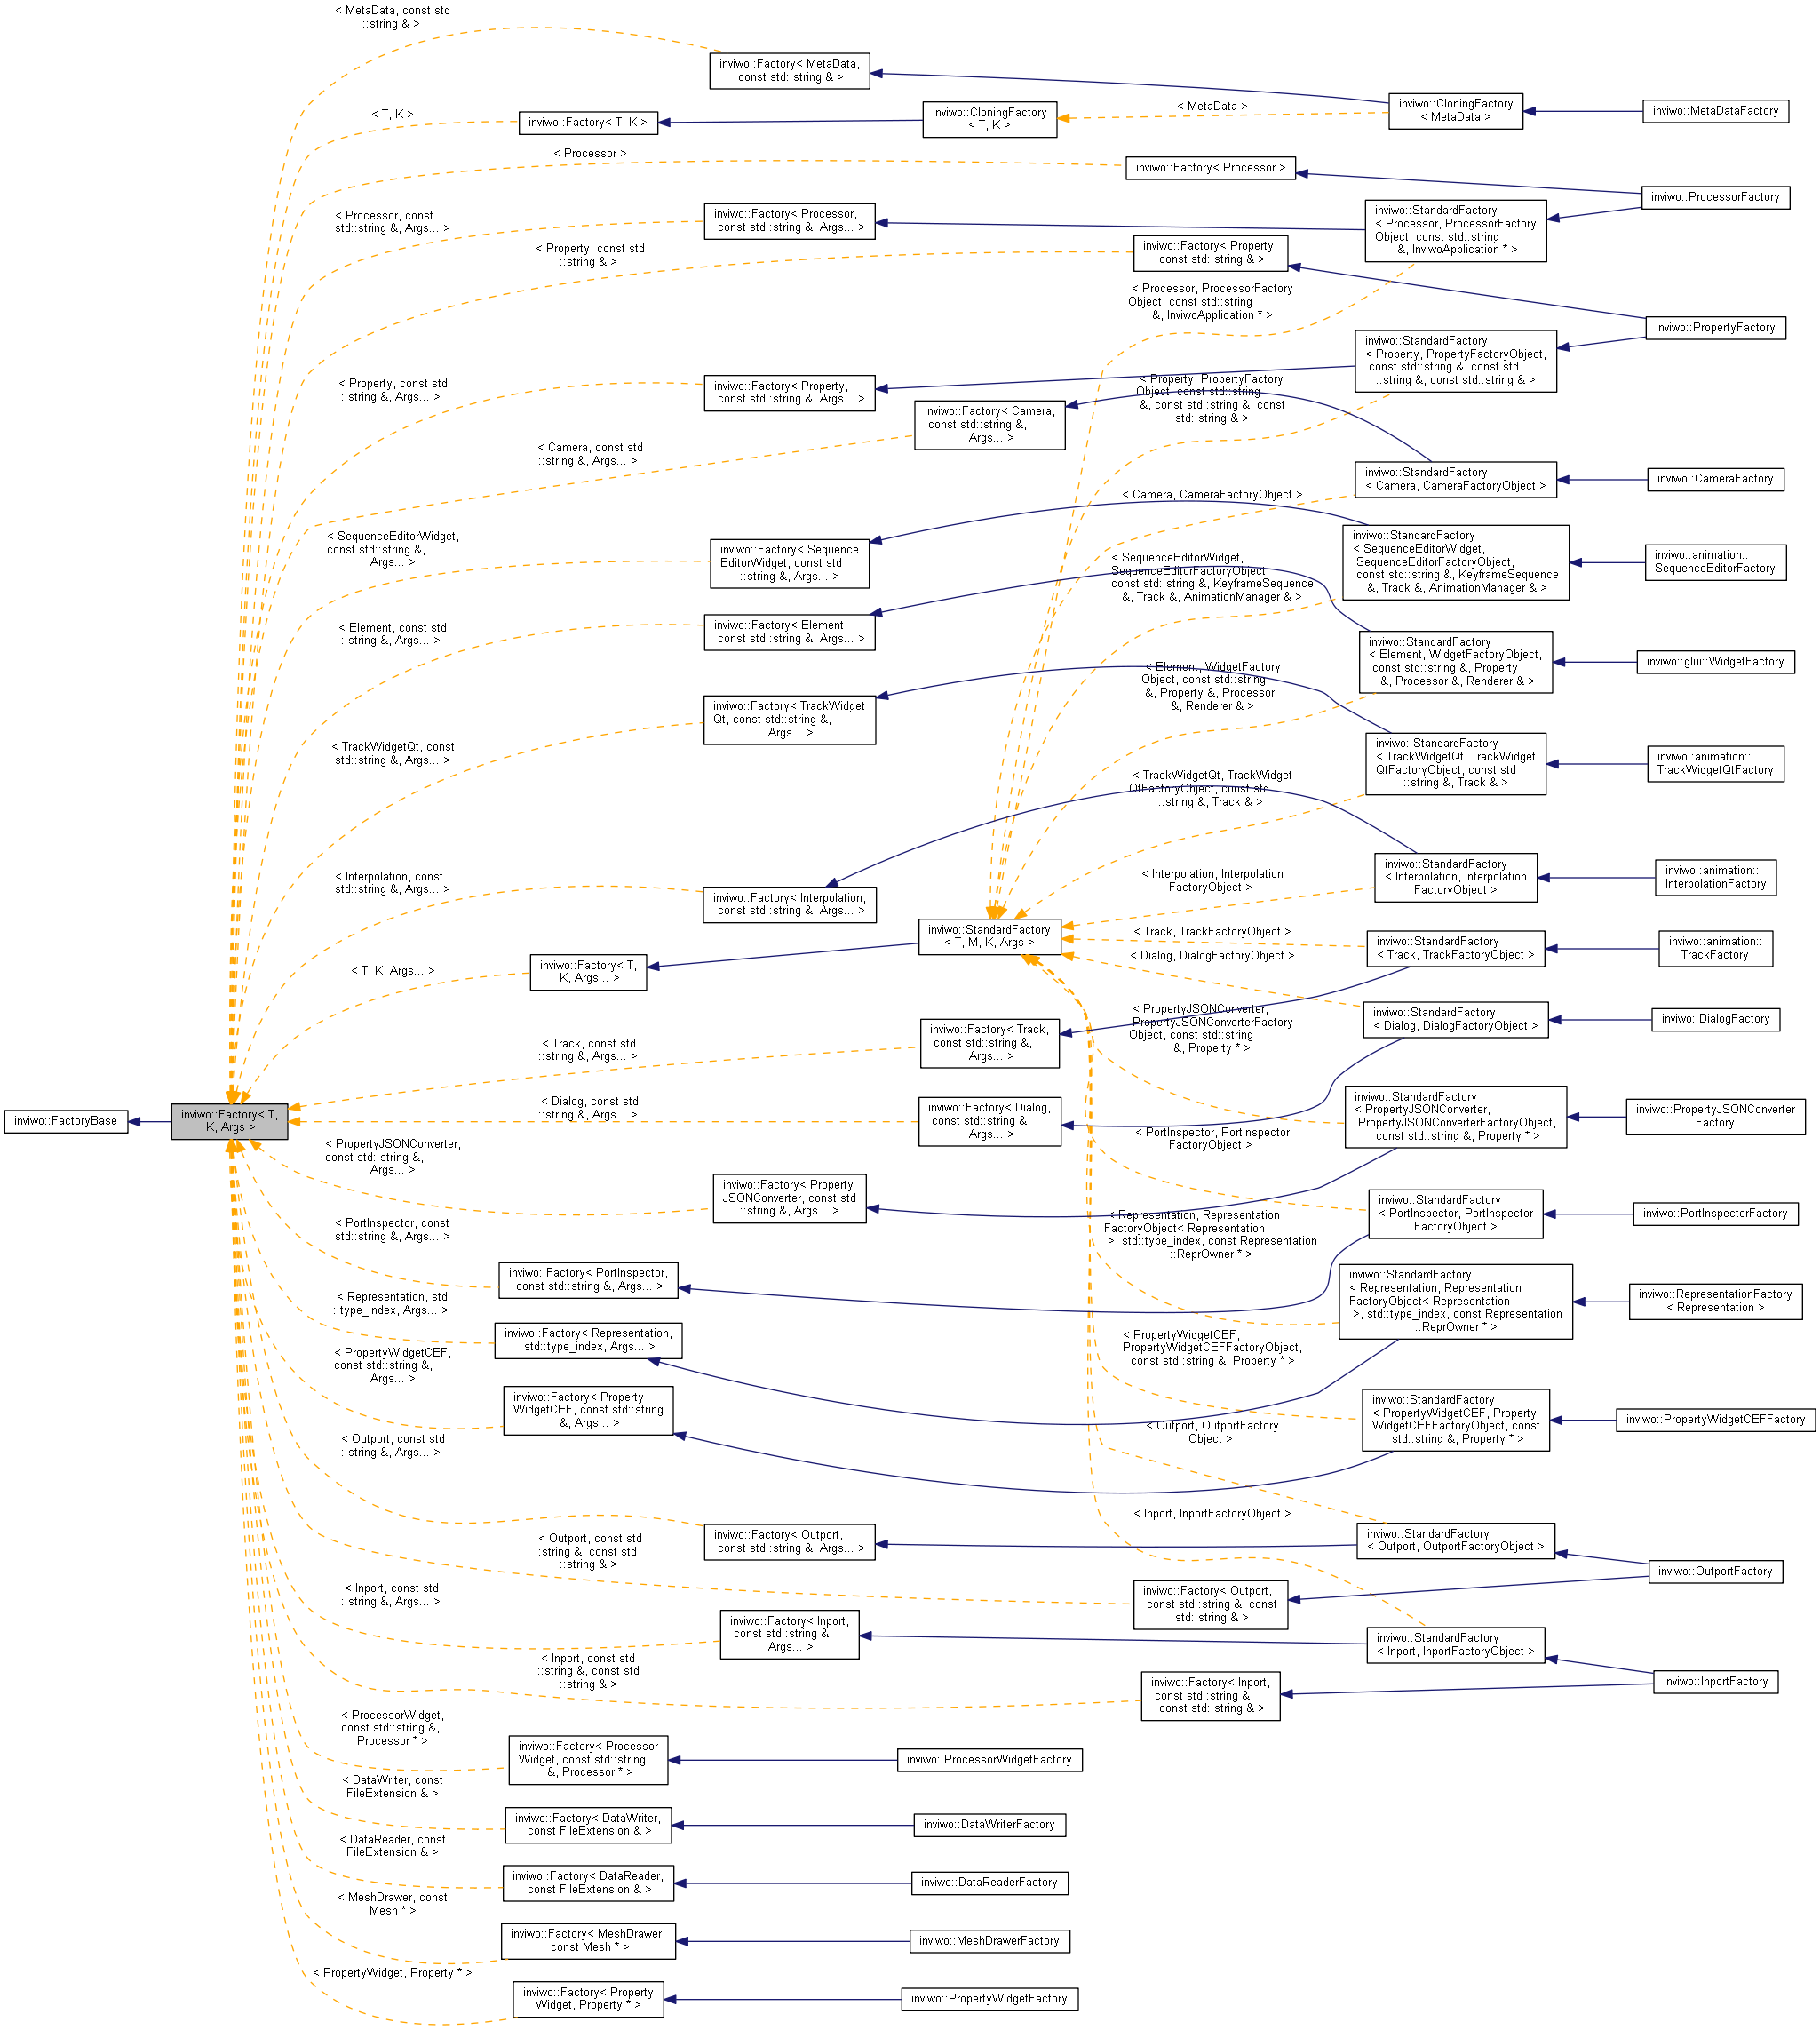 < MetaData, const std
::string & >
inviwo::Factory< MetaData,
const std::string & >
inviwo::CloningFactory
< MetaData >
inviwo::MetaDataFactory
< T, K >
inviwo::Factory< T, K >
inviwo::CloningFactory
< T, K >
< MetaData >
< Processor >
inviwo::Factory< Processor >
inviwo::ProcessorFactory
< Processor, const
std::string &, Args... >
inviwo::Factory< Processor,
const std::string &, Args... >
inviwo::StandardFactory
< Processor, ProcessorFactory
Object, const std::string
&, InviwoApplication * >
< Property, const std
::string & >
inviwo::Factory< Property,
const std::string & >
< Processor, ProcessorFactory
Object, const std::string
&, InviwoApplication * >
inviwo::PropertyFactory
inviwo::StandardFactory
< Property, PropertyFactoryObject,
const std::string &, const std
::string &, const std::string & >
< Property, const std
::string &, Args... >
inviwo::Factory< Property,
const std::string &, Args... >
< Property, PropertyFactory
Object, const std::string
&, const std::string &, const
std::string & >
inviwo::Factory< Camera,
const std::string &,
Args... >
< Camera, const std
::string &, Args... >
inviwo::StandardFactory
< Camera, CameraFactoryObject >
inviwo::CameraFactory
< Camera, CameraFactoryObject >
< SequenceEditorWidget,
const std::string &,
Args... >
inviwo::Factory< Sequence
EditorWidget, const std
::string &, Args... >
inviwo::StandardFactory
< SequenceEditorWidget,
SequenceEditorFactoryObject,
const std::string &, KeyframeSequence
&, Track &, AnimationManager & >
inviwo::animation::
SequenceEditorFactory
< SequenceEditorWidget,
SequenceEditorFactoryObject,
const std::string &, KeyframeSequence
&, Track &, AnimationManager & >
< Element, const std
::string &, Args... >
inviwo::Factory< Element,
const std::string &, Args... >
inviwo::StandardFactory
< Element, WidgetFactoryObject,
const std::string &, Property
&, Processor &, Renderer & >
inviwo::glui::WidgetFactory
< Element, WidgetFactory
Object, const std::string
&, Property &, Processor
&, Renderer & >
inviwo::Factory< TrackWidget
Qt, const std::string &,
Args... >
< TrackWidgetQt, const
std::string &, Args... >
inviwo::StandardFactory
< TrackWidgetQt, TrackWidget
QtFactoryObject, const std
::string &, Track & >
inviwo::animation::
TrackWidgetQtFactory
< TrackWidgetQt, TrackWidget
QtFactoryObject, const std
::string &, Track & >
< Interpolation, const
std::string &, Args... >
inviwo::Factory< Interpolation,
const std::string &, Args... >
< Interpolation, Interpolation
FactoryObject >
inviwo::StandardFactory
< Interpolation, Interpolation
FactoryObject >
inviwo::animation::
InterpolationFactory
inviwo::StandardFactory
< T, M, K, Args >
< Track, TrackFactoryObject >
inviwo::StandardFactory
< Track, TrackFactoryObject >
inviwo::animation::
TrackFactory
< T, K, Args... >
inviwo::Factory< T,
K, Args... >
< Dialog, DialogFactoryObject >
inviwo::StandardFactory
< Dialog, DialogFactoryObject >
inviwo::DialogFactory
< Track, const std
::string &, Args... >
inviwo::Factory< Track,
const std::string &,
Args... >
< PropertyJSONConverter,
PropertyJSONConverterFactory
Object, const std::string
&, Property * >
inviwo::FactoryBase
inviwo::Factory< T,
K, Args >
< Dialog, const std
::string &, Args... >
inviwo::Factory< Dialog,
const std::string &,
Args... >
inviwo::StandardFactory
< PropertyJSONConverter,
PropertyJSONConverterFactoryObject,
const std::string &, Property * >
inviwo::PropertyJSONConverter
Factory
< PropertyJSONConverter,
const std::string &,
Args... >
inviwo::Factory< Property
JSONConverter, const std
::string &, Args... >
< PortInspector, PortInspector
FactoryObject >
inviwo::StandardFactory
< PortInspector, PortInspector
FactoryObject >
inviwo::PortInspectorFactory
< PortInspector, const
std::string &, Args... >
inviwo::Factory< PortInspector,
const std::string &, Args... >
< Representation, Representation
FactoryObject< Representation
>, std::type_index, const Representation
::ReprOwner * >
inviwo::StandardFactory
< Representation, Representation
FactoryObject< Representation
>, std::type_index, const Representation
::ReprOwner * >
inviwo::RepresentationFactory
< Representation >
< Representation, std
::type_index, Args... >
inviwo::Factory< Representation,
std::type_index, Args... >
< PropertyWidgetCEF,
const std::string &,
Args... >
inviwo::Factory< Property
WidgetCEF, const std::string
&, Args... >
< PropertyWidgetCEF,
PropertyWidgetCEFFactoryObject,
const std::string &, Property * >
inviwo::StandardFactory
< PropertyWidgetCEF, Property
WidgetCEFFactoryObject, const
std::string &, Property * >
inviwo::PropertyWidgetCEFFactory
< Outport, const std
::string &, Args... >
inviwo::Factory< Outport,
const std::string &, Args... >
< Outport, OutportFactory
Object >
inviwo::StandardFactory
< Outport, OutportFactoryObject >
inviwo::OutportFactory
< Outport, const std
::string &, const std
::string & >
inviwo::Factory< Outport,
const std::string &, const
std::string & >
< Inport, InportFactoryObject >
< Inport, const std
::string &, Args... >
inviwo::Factory< Inport,
const std::string &,
Args... >
inviwo::StandardFactory
< Inport, InportFactoryObject >
inviwo::InportFactory
< Inport, const std
::string &, const std
::string & >
inviwo::Factory< Inport,
const std::string &,
const std::string & >
< ProcessorWidget,
const std::string &,
Processor * >
inviwo::Factory< Processor
Widget, const std::string
&, Processor * >
inviwo::ProcessorWidgetFactory
< DataWriter, const
FileExtension & >
inviwo::Factory< DataWriter,
const FileExtension & >
inviwo::DataWriterFactory
< DataReader, const
FileExtension & >
inviwo::Factory< DataReader,
const FileExtension & >
inviwo::DataReaderFactory
< MeshDrawer, const
Mesh * >
inviwo::Factory< MeshDrawer,
const Mesh * >
inviwo::MeshDrawerFactory
< PropertyWidget, Property * >
inviwo::Factory< Property
Widget, Property * >
inviwo::PropertyWidgetFactory